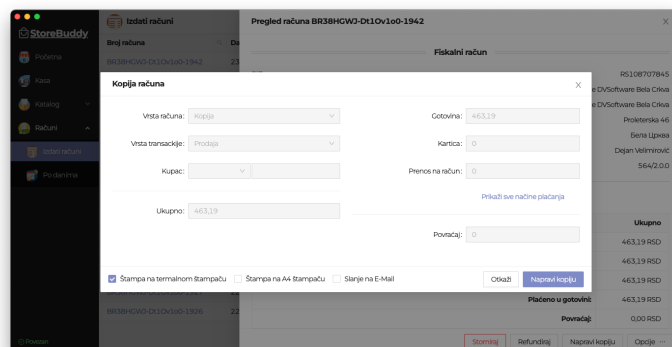 StoreBuddy
Početna
Kasa
Katalog
Računi
Izdati računi
Po danima
Povezan
Izdati računi
Broj računa
Da
BR38HGWJ-Dt1Ov1o0-1942
23
BR38HGWJ-Dt1Ov1o0-1926
22
Pregled računa BR38HGWJ-Dt1Ov1o0-1942
Fiskalni račun
RS108707845
e DVSoftware Bela Crkva
e DVSoftware Bela Crkva
Proleterska 46
Бела Црква
Dejan Velimirović
564/2.0.0
Kopija računa
Vrsta računa: Kopija
Vrsta transackije: Prodaja
Kupac:
Ukupno: 463,19
Gotovina: 463,19
Kartica: 0
Prenos na račun: 0
Prikaži sve načine plaćanja
Povraćaj: 0
Štampa na termalnom štampaču
Štampa na A4 štampaču
Slanje na E-Mail
Otkaži
Napravi kopiju
Ukupno
463,19 RSD
463,19 RSD
463,19 RSD
Plaćeno u gotovini: 463,19 RSD
Povraćaj: 0,00 RSD
Storniraj
Refundiraj
Napravi kopiju
Opcije